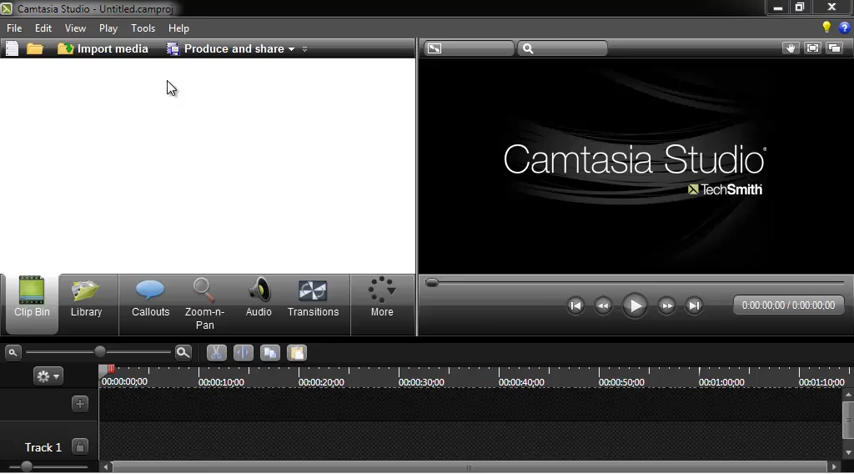 Camtasia Studio - Untitled.camproj
File Edit View Play Tools Help
Import media Produce and share
Camtasia Studio®
TechSmith
Clip Bin Library Callouts Zoom-n-Pan Audio Transitions More
0:00:00;00 / 0:00:00;00
00:00:00;00 00:00:10;00 00:00:20;00 00:00:30;00 00:00:40;00 00:00:50;00 00:01:00;00 00:01:10;00
Track 1